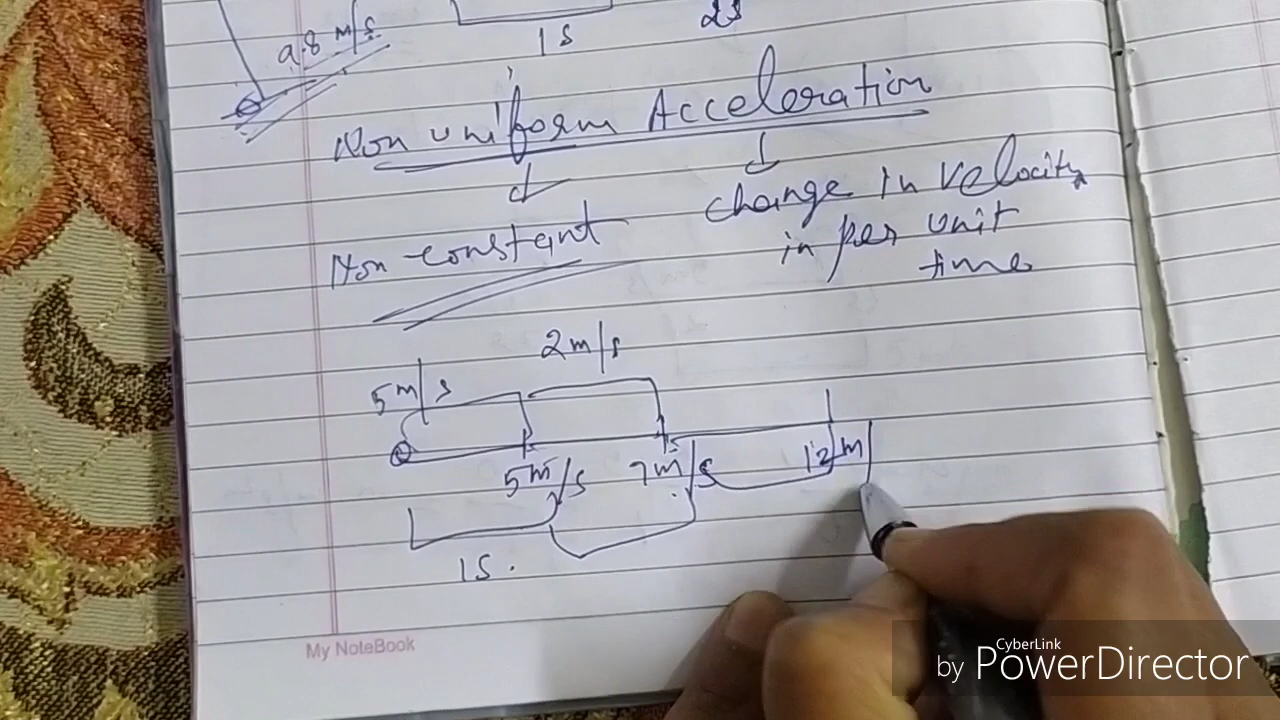 9.8 m/s
1s
2s
Non uniform Acceleration
Non constant
change in velocity
in per unit
time
2m/s
5m/s
5m/s
7m/s
12m/
1s.
My NoteBook
CyberLink
by PowerDirector